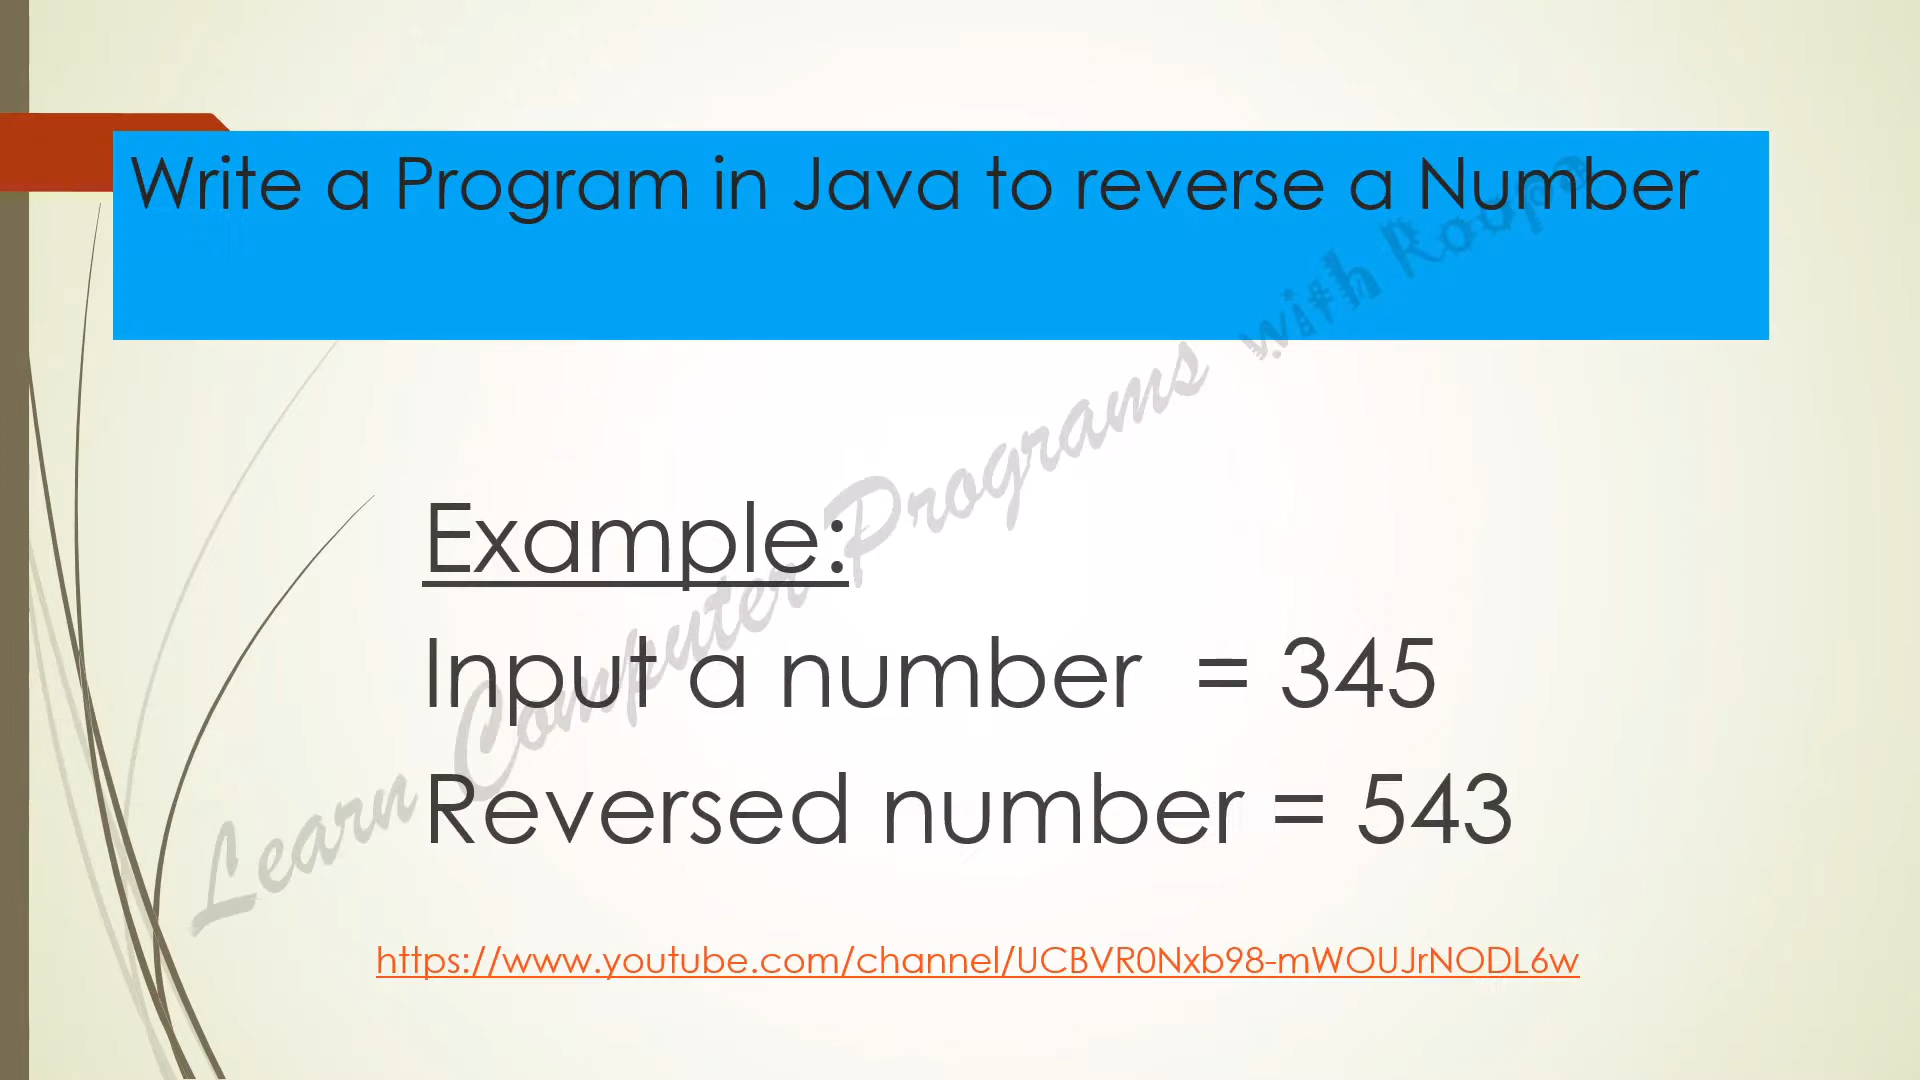 Write a Program in Java to reverse a Number
Example:
Input a number = 345
Reversed number = 543
https://www.youtube.com/channel/UCBVR0Nxb98-mWOUJrNODL6w
Learn Computer Programs with Roopa